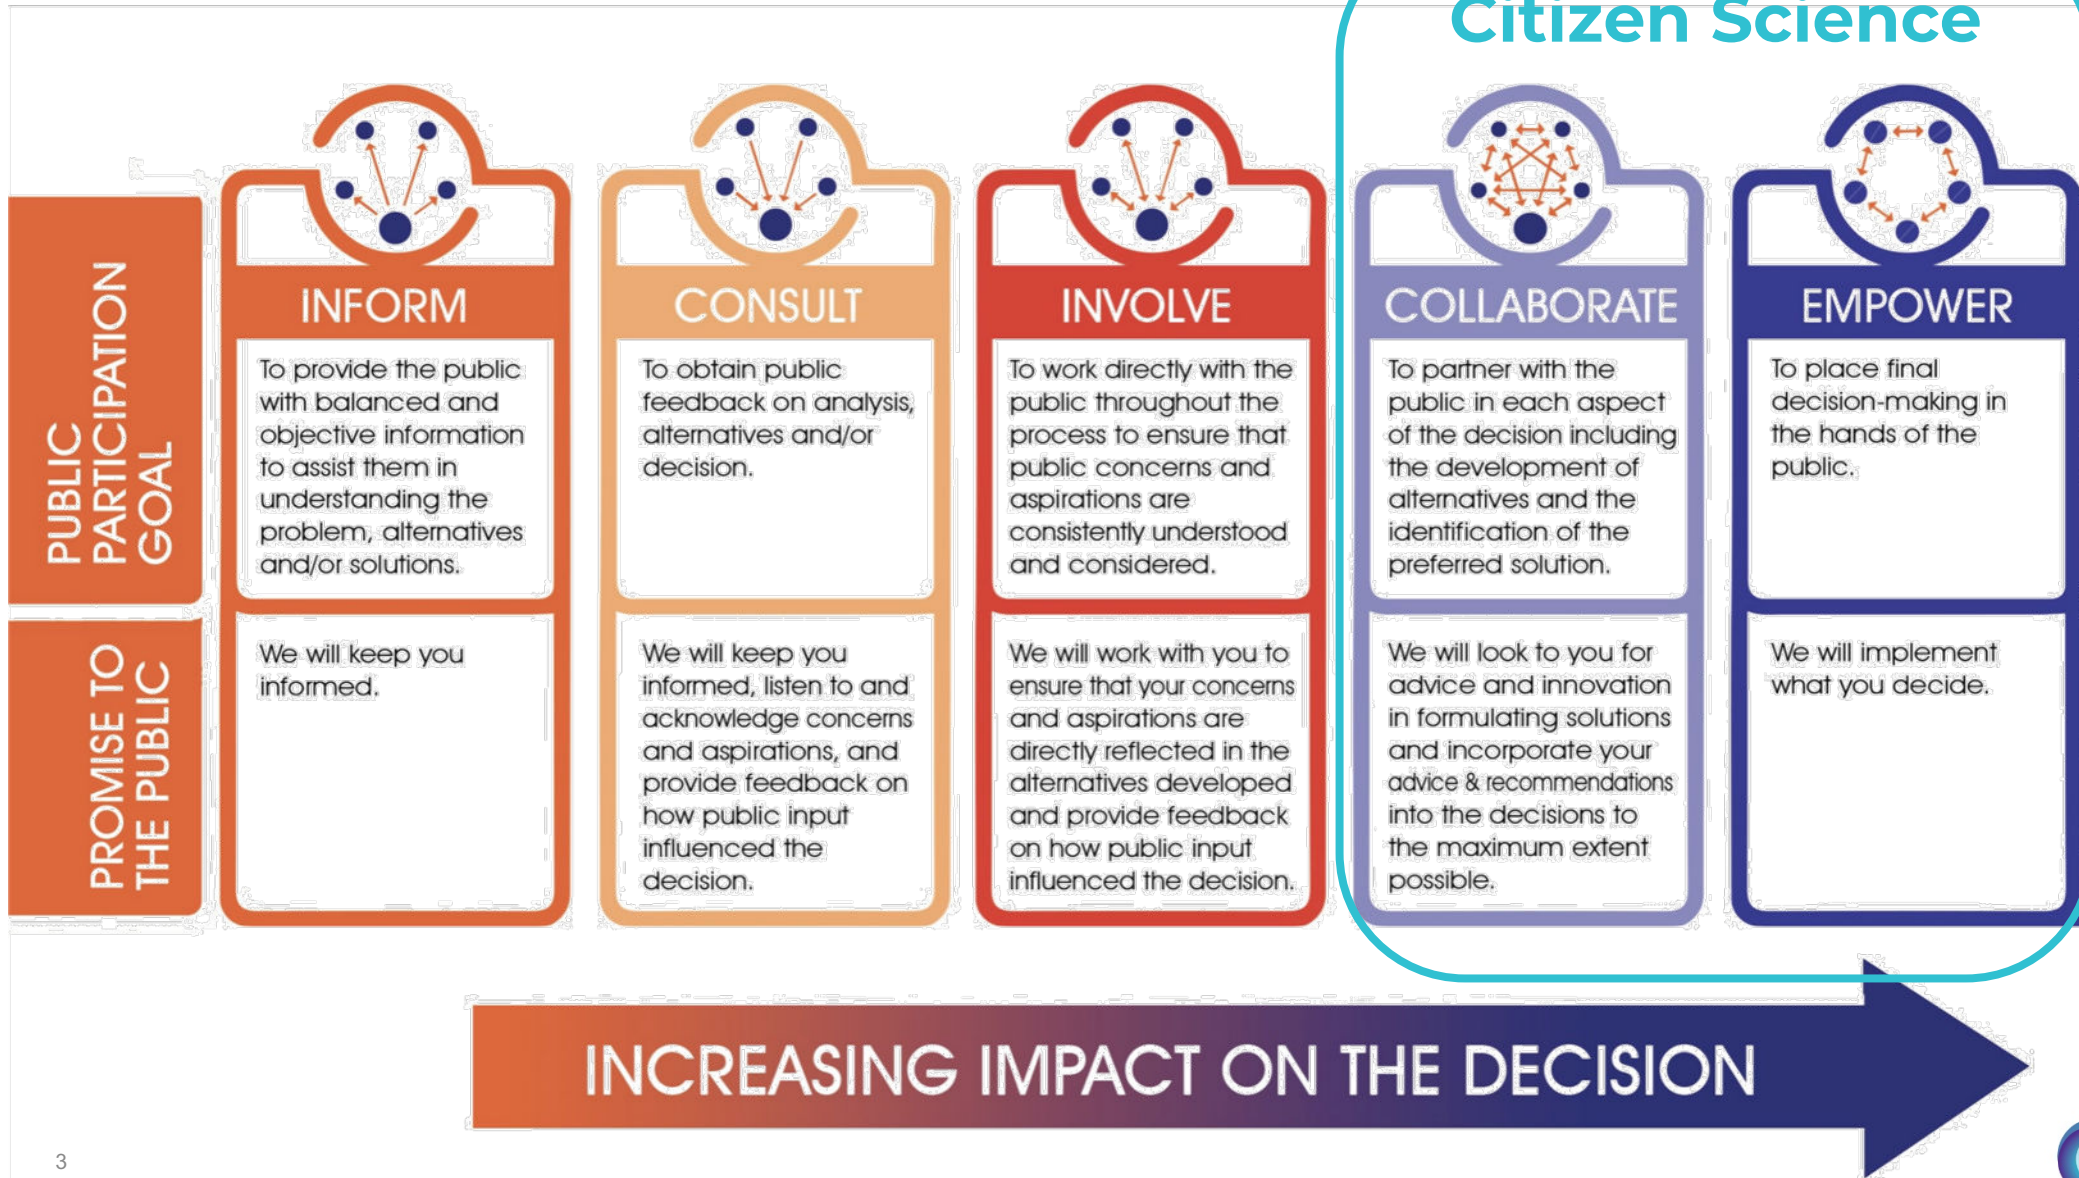 Citizen Science
PUBLIC
PARTICIPATION
GOAL
PROMISE TO
THE PUBLIC
INFORM
To provide the public
with balanced and
objective information
to assist them in
understanding the
problem, alternatives
and/or solutions.
We will keep you
informed.
CONSULT
To obtain public
feedback on analysis,
alternatives and/or
decision.
We will keep you
informed, listen to and
acknowledge concerns
and aspirations, and
provide feedback on
how public input
influenced the
decision.
INVOLVE
To work directly with the
public throughout the
process to ensure that
public concerns and
aspirations are
consistently understood
and considered.
We will work with you to
ensure that your concerns
and aspirations are
directly reflected in the
alternatives developed
and provide feedback
on how public input
influenced the decision.
COLLABORATE
To partner with the
public in each aspect
of the decision including
the development of
alternatives and the
identification of the
preferred solution.
We will look to you for
advice and innovation
in formulating solutions
and incorporate your
advice & recommendations
into the decisions to
the maximum extent
possible.
EMPOWER
To place final
decision-making in
the hands of the
public.
We will implement
what you decide.
INCREASING IMPACT ON THE DECISION
3